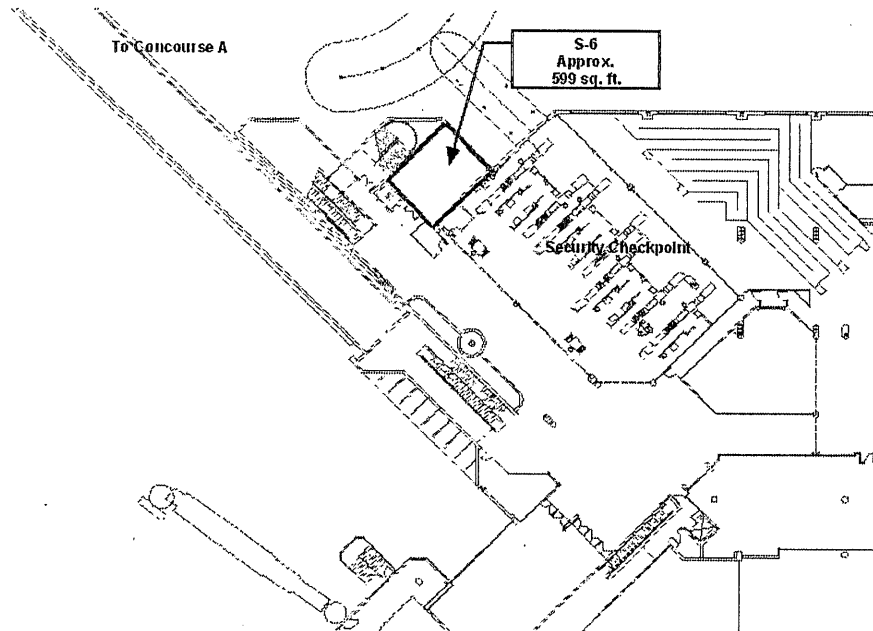 To Concourse A
S-6
Approx.
599 sq. ft.
Security Checkpoint